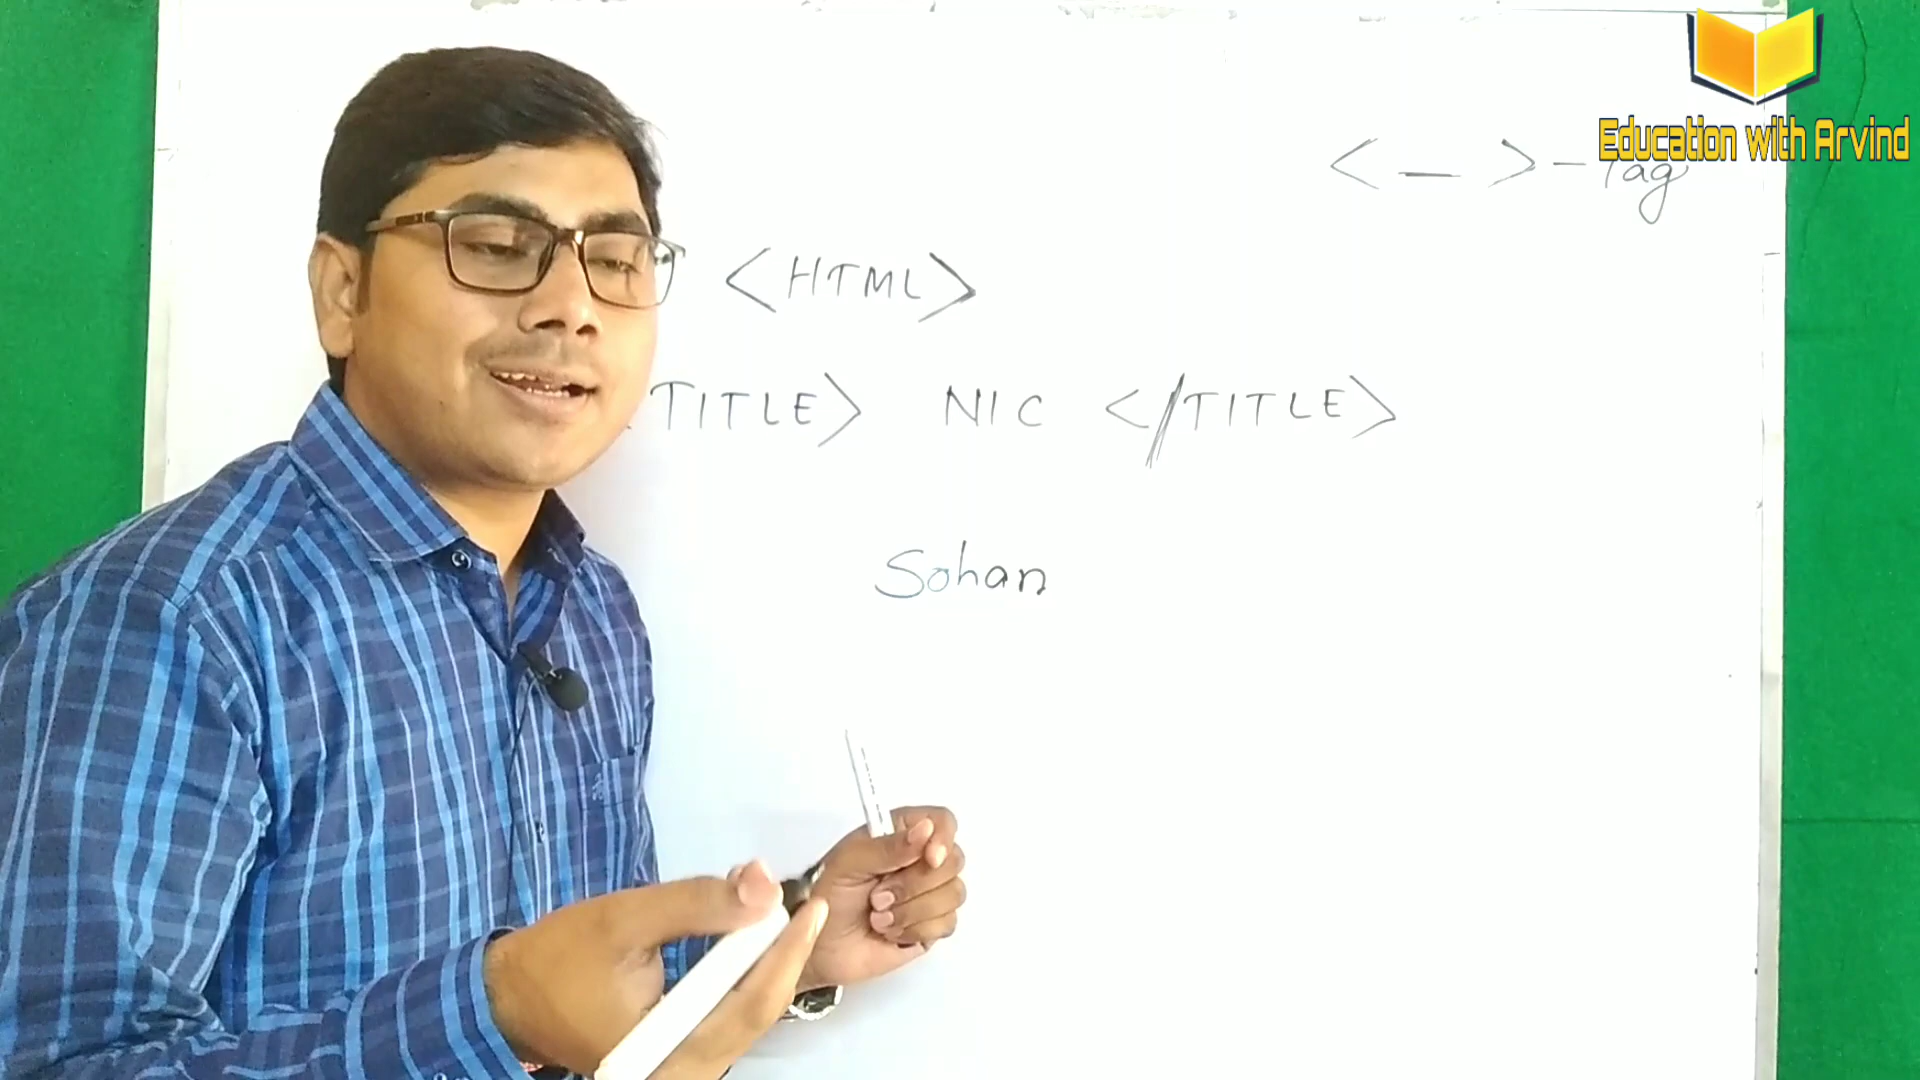 Education with Arvind
< _ > - Tag
<HTML>
TITLE> NIC </TITLE>
Sohan